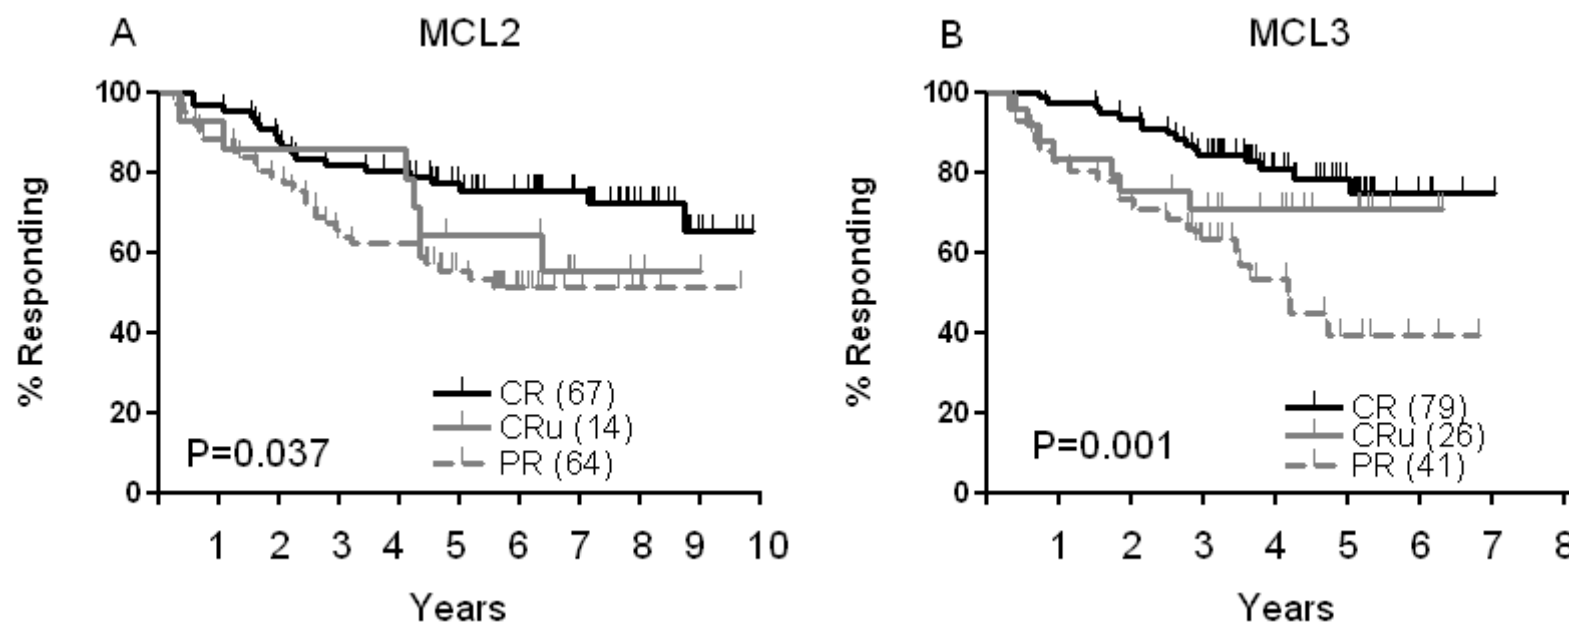 A
MCL2
% Responding
100
80
60
40
20
0
CR (67)
CRu (14)
PR (64)
P=0.037
1 2 3 4 5 6 7 8 9 10
Years
B
MCL3
% Responding
100
80
60
40
20
0
CR (79)
CRu (26)
PR (41)
P=0.001
1 2 3 4 5 6 7 8
Years